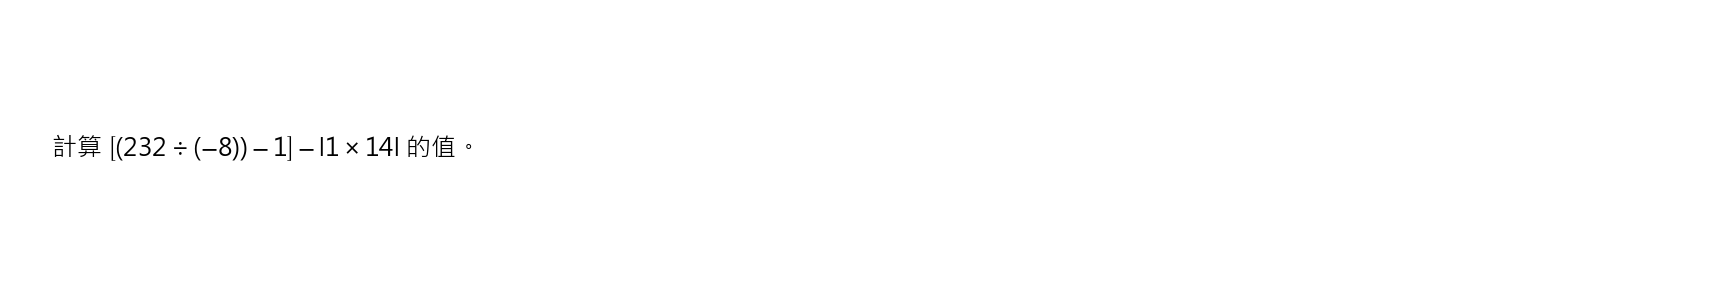 計算 [(232 ÷ (−8)) − 1] − |1 × 14| 的值。